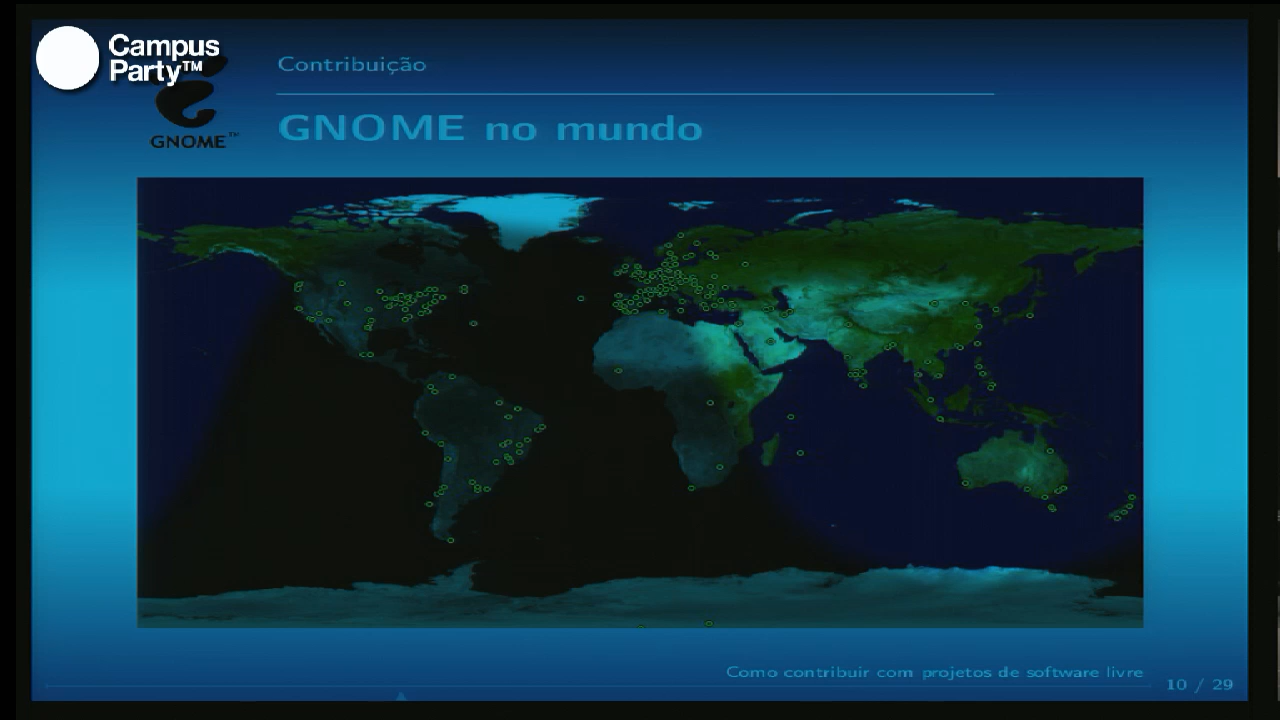 Campus
Party™
GNOME™
Contribuição
GNOME no mundo
Como contribuir com projetos de software livre
10 / 29